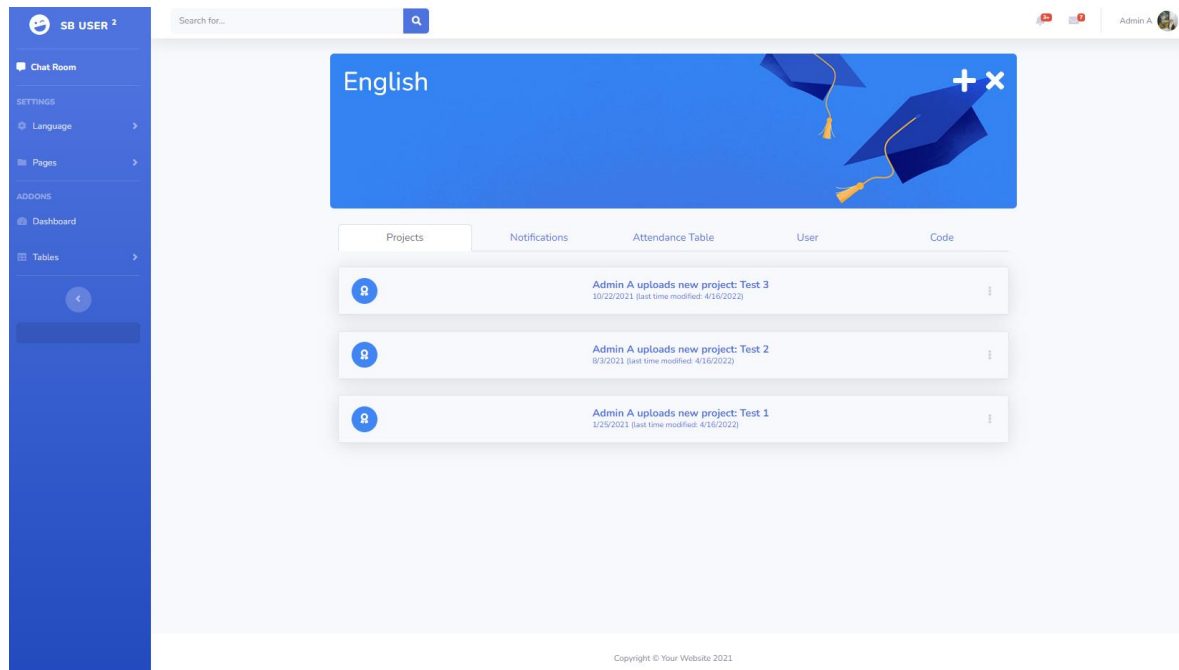 SB USER 2
Search for...
3+
7
Admin A
Chat Room
SETTINGS
Language
Pages
ADDONS
Dashboard
Tables
English
Projects
Notifications
Attendance Table
User
Code
Admin A uploads new project: Test 3
10/22/2021 (last time modified: 4/16/2022)
Admin A uploads new project: Test 2
8/3/2021 (last time modified: 4/16/2022)
Admin A uploads new project: Test 1
1/25/2021 (last time modified: 4/16/2022)
Copyright © Your Website 2021